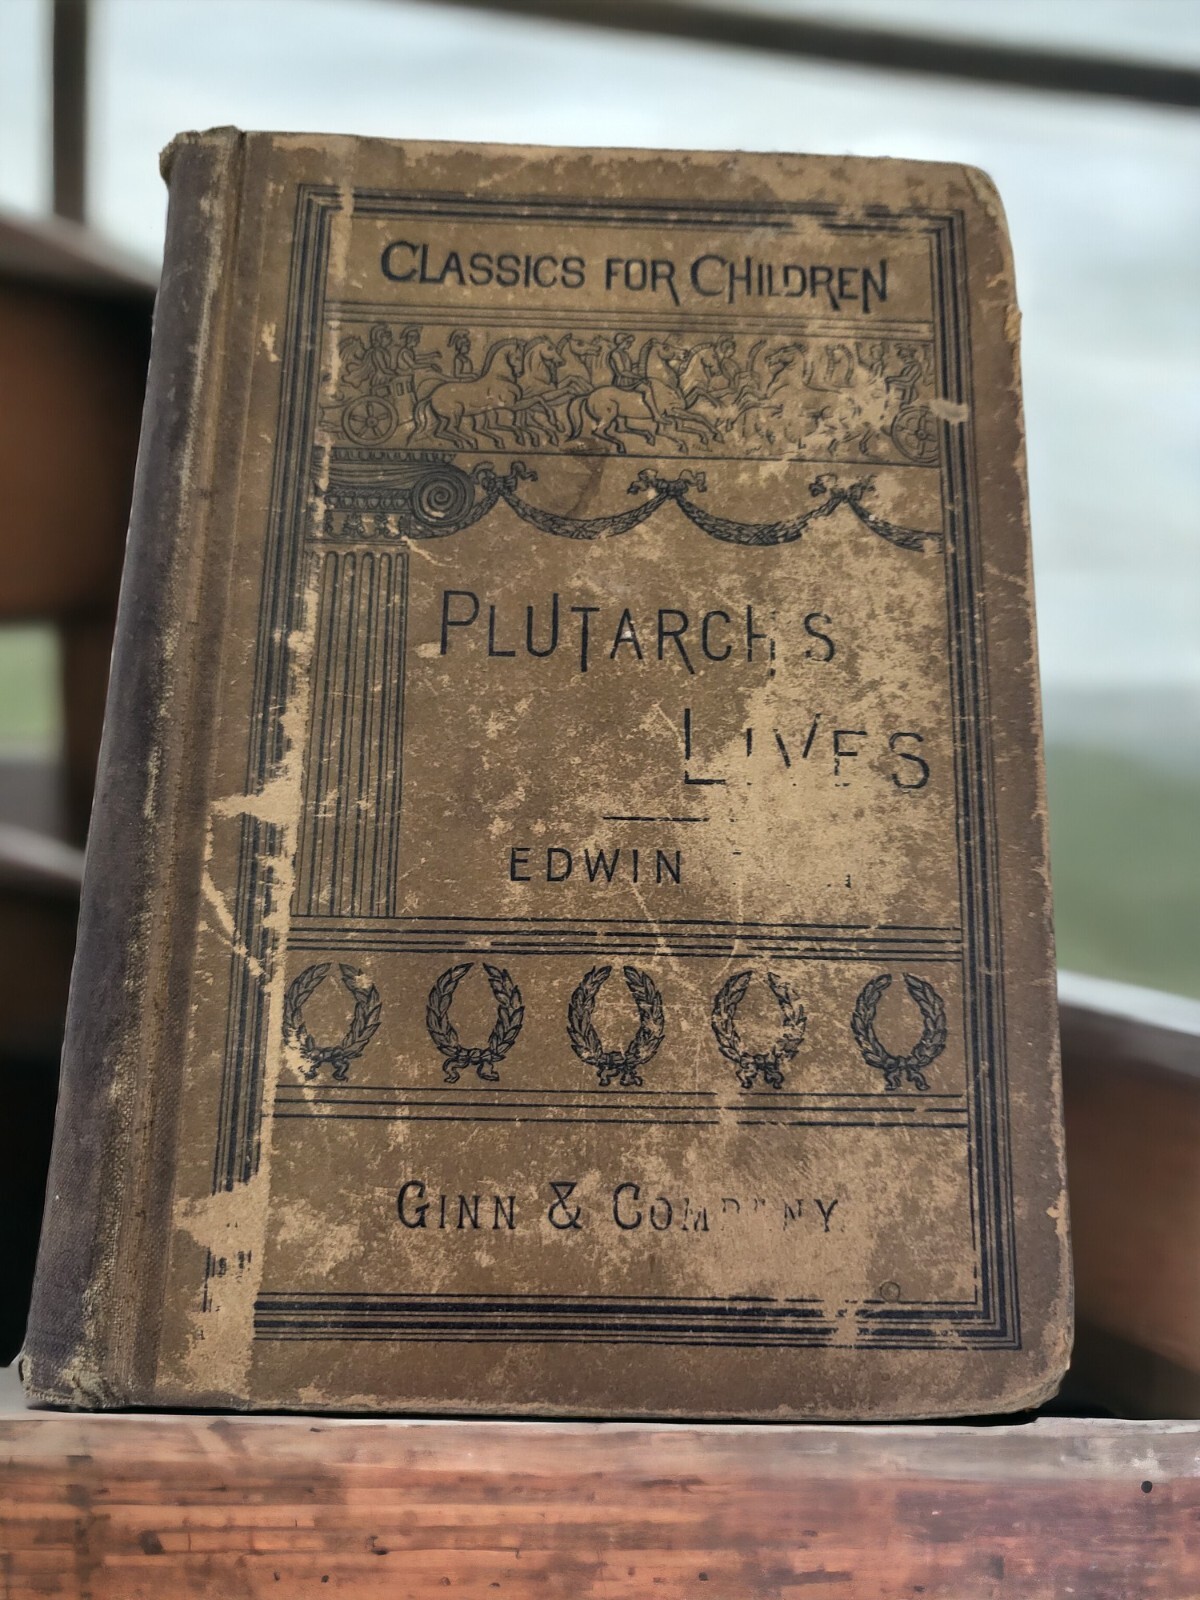 CLASSICS FOR CHILDREN
PLUTARCH'S
LIVES
EDWIN
GINN & COMPANY